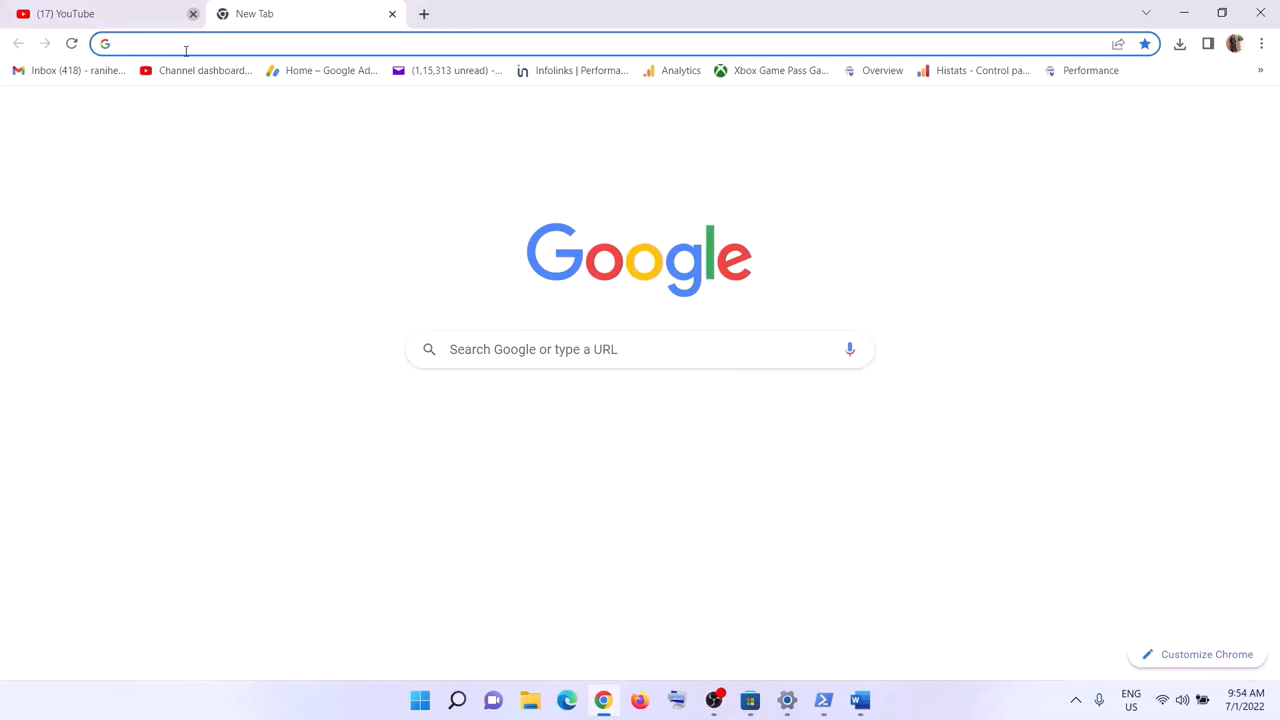 (17) YouTube
New Tab
Inbox (418) - ranihe...
Channel dashboard...
Home – Google Ad...
(1,15,313 unread) -...
Infolinks | Performa...
Analytics
Xbox Game Pass Ga...
Overview
Histats - Control pa...
Performance
»
Google
Search Google or type a URL
Customize Chrome
ENG
US
9:54 AM
7/1/2022